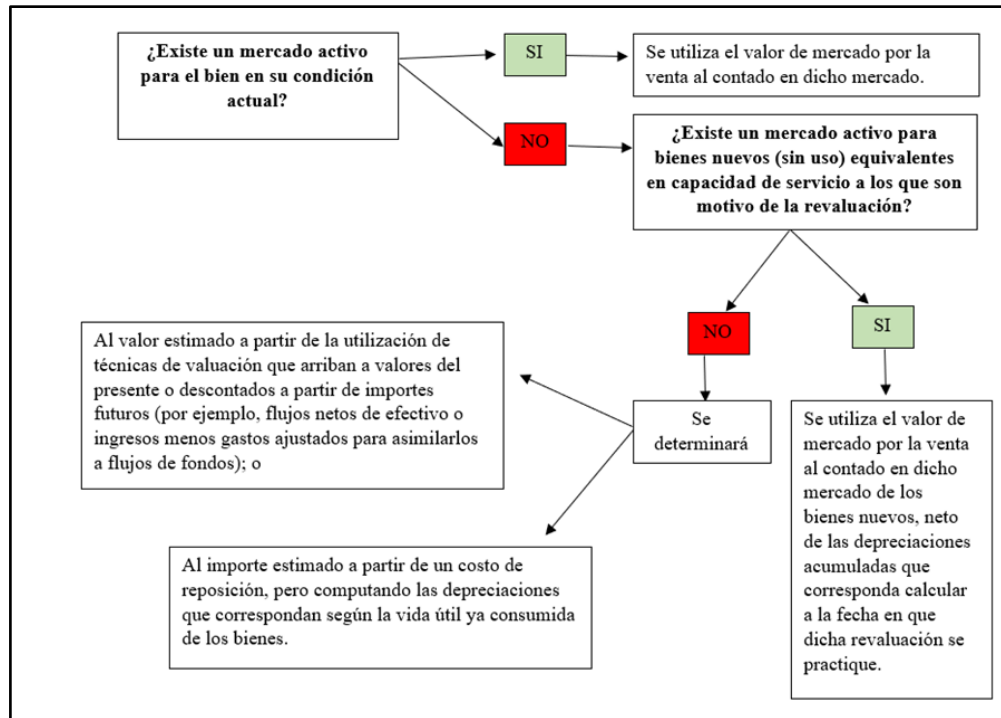 ¿Existe un mercado activo
para el bien en su condición
actual?
SI
Se utiliza el valor de mercado por la
venta al contado en dicho mercado.
NO
¿Existe un mercado activo para
bienes nuevos (sin uso) equivalentes
en capacidad de servicio a los que son
motivo de la revaluación?
NO
SI
Al valor estimado a partir de la utilización de
técnicas de valuación que arriban a valores del
presente o descontados a partir de importes
futuros (por ejemplo, flujos netos de efectivo o
ingresos menos gastos ajustados para asimilarlos
a flujos de fondos); o
Se
determinará
Se utiliza el valor de
mercado por la venta
al contado en dicho
mercado de los
bienes nuevos, neto
de las depreciaciones
acumuladas que
corresponda calcular
a la fecha en que
dicha revaluación se
practique.
Al importe estimado a partir de un costo de
reposición, pero computando las depreciaciones
que correspondan según la vida útil ya consumida
de los bienes.